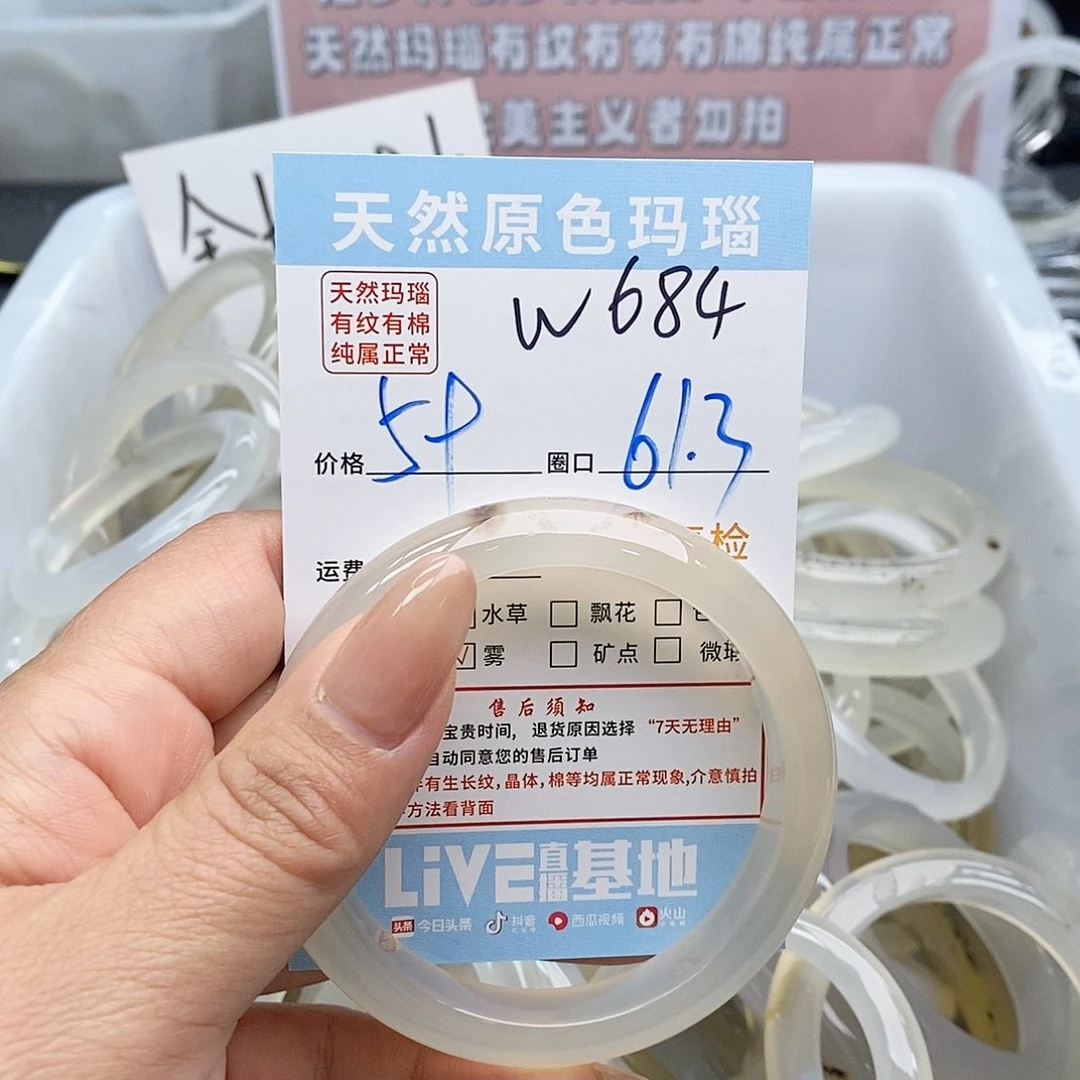 天然玛瑙有纹有雾有棉纯属正常
美主义者勿拍
天然原色玛瑙
天然玛瑙
有纹有棉
纯属正常
W684
价格 圈口 61.3
检
运费
水草 飘花
雾 矿点 微瑕
售后须知
宝贵时间，退货原因选择“7天无理由”
自动同意您的售后订单
有生长纹,晶体,棉等均属正常现象,介意慎拍
方法看背面
LiVE直播基地
头条 今日头条 抖音 西瓜视频 火山